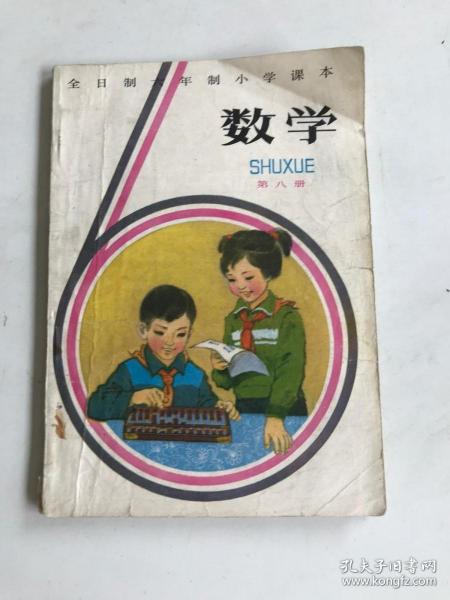 全日制六年制小学课本
数学
SHUXUE
第八册
孔夫子旧书网
www.kongfz.com